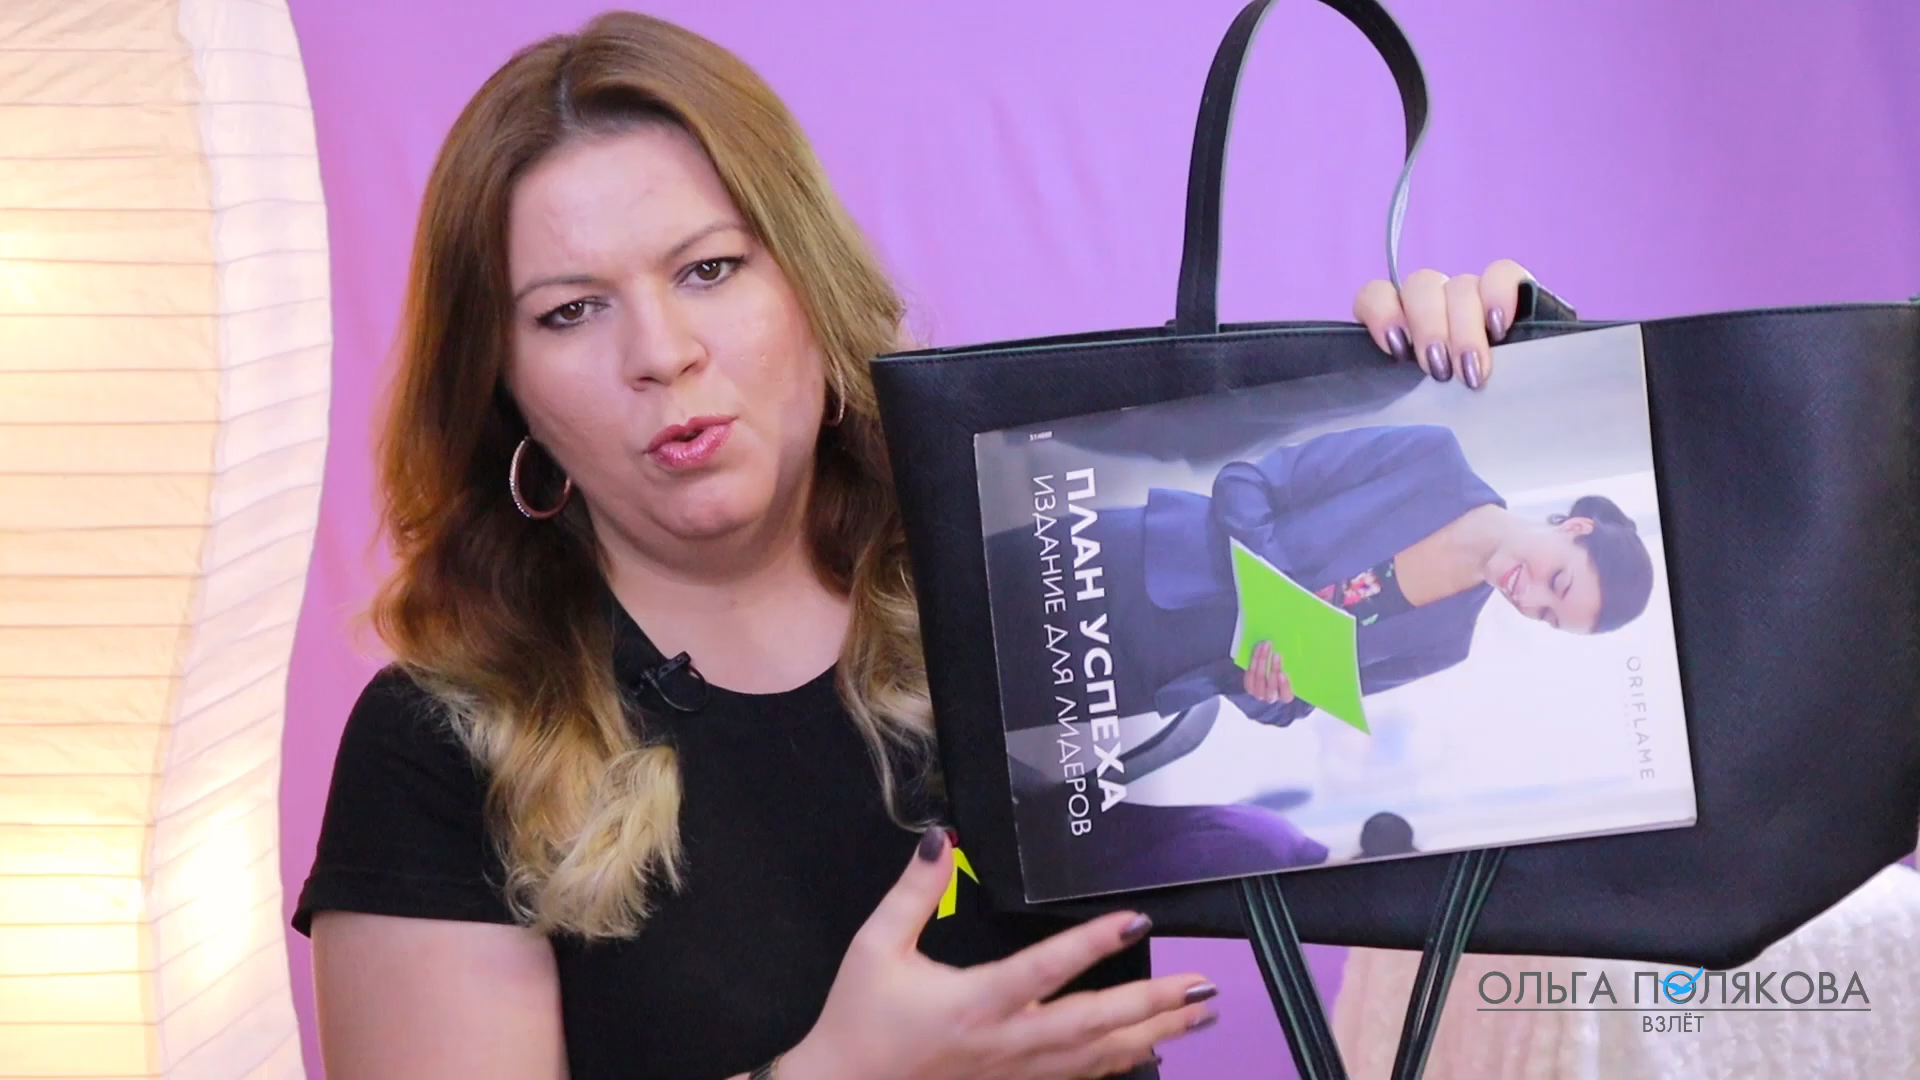 ORIFLAME
ПЛАН УСПЕХА
ИЗДАНИЕ ДЛЯ ЛИДЕРОВ
ОЛЬГА ПОЛЯКОВА
ВЗЛЁТ